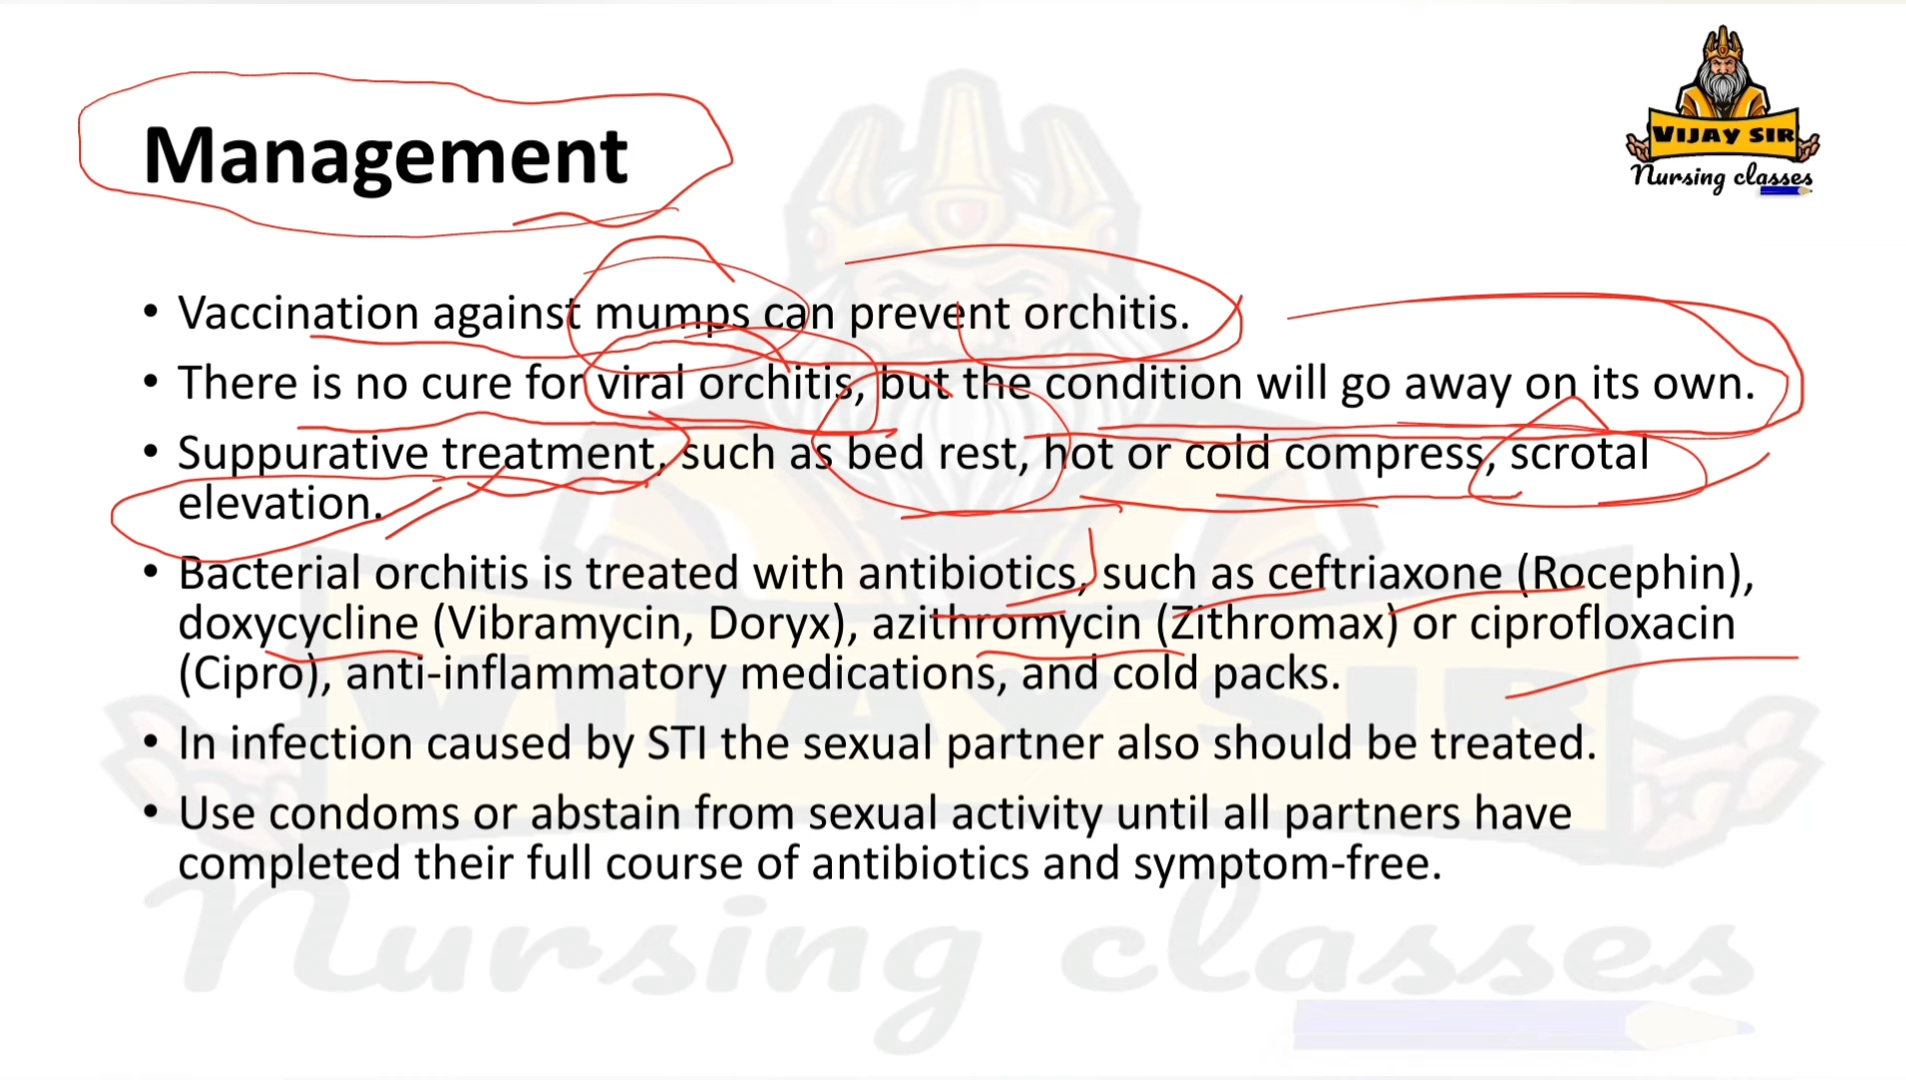 VIJAY SIR
Nursing classes
Management
• Vaccination against mumps can prevent orchitis.
• There is no cure for viral orchitis, but the condition will go away on its own.
• Suppurative treatment, such as bed rest, hot or cold compress, scrotal
elevation.
• Bacterial orchitis is treated with antibiotics, such as ceftriaxone (Rocephin),
doxycycline (Vibramycin, Doryx), azithromycin (Zithromax) or ciprofloxacin
(Cipro), anti-inflammatory medications, and cold packs.
• In infection caused by STI the sexual partner also should be treated.
• Use condoms or abstain from sexual activity until all partners have
completed their full course of antibiotics and symptom-free.
VIJAY SIR
Nursing classes